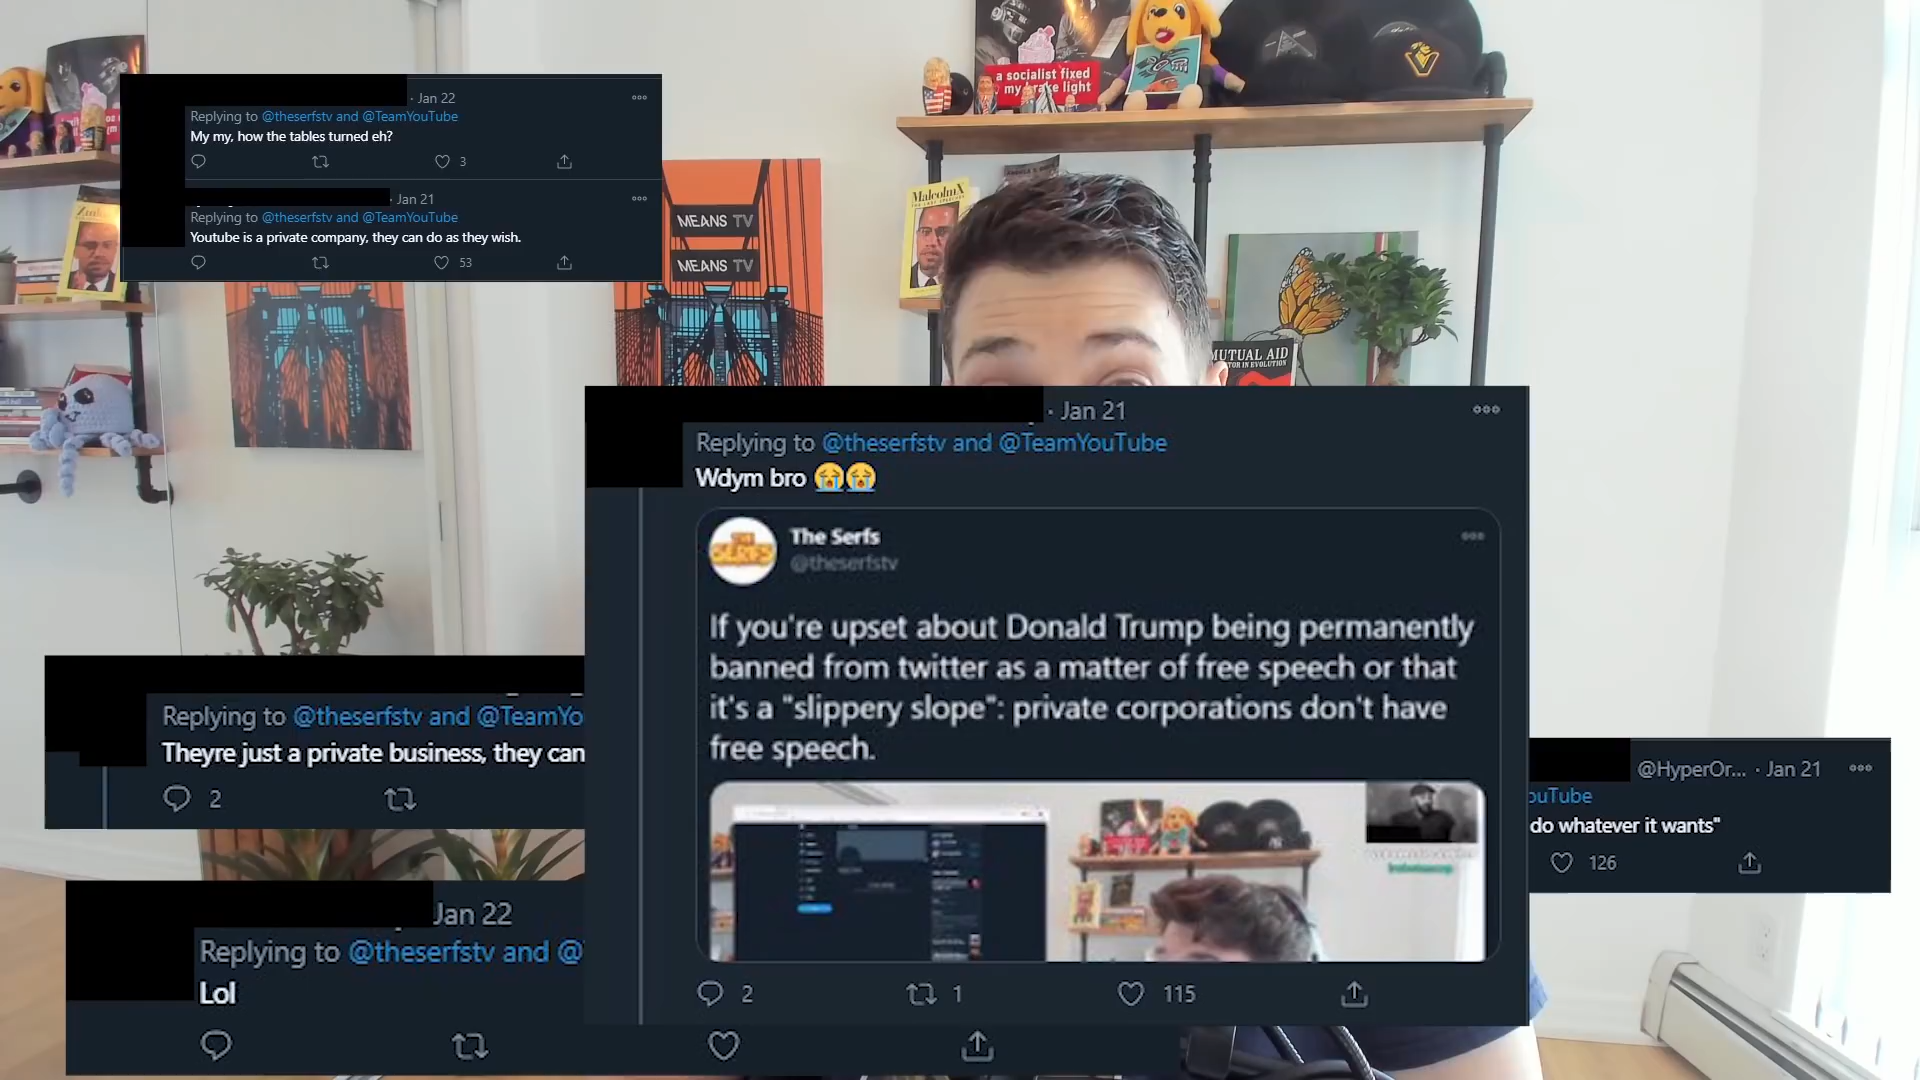 a socialist fixed
my brake light
· Jan 22
Replying to @theserfstv and @TeamYouTube
My my, how the tables turned eh?
3
· Jan 21
Replying to @theserfstv and @TeamYouTube
Youtube is a private company, they can do as they wish.
53
MEANS TV
MEANS TV
Malcolm X
MUTUAL AID
· Jan 21
Replying to @theserfstv and @TeamYouTube
Wdym bro 😭😭
The Serfs
@theserfstv
If you're upset about Donald Trump being permanently
banned from twitter as a matter of free speech or that
it's a "slippery slope": private corporations don't have
free speech.
2
1
115
Replying to @theserfstv and @TeamYo
Theyre just a private business, they can
2
@HyperOr... · Jan 21
ouTube
do whatever it wants"
126
Jan 22
Replying to @theserfstv and @
Lol